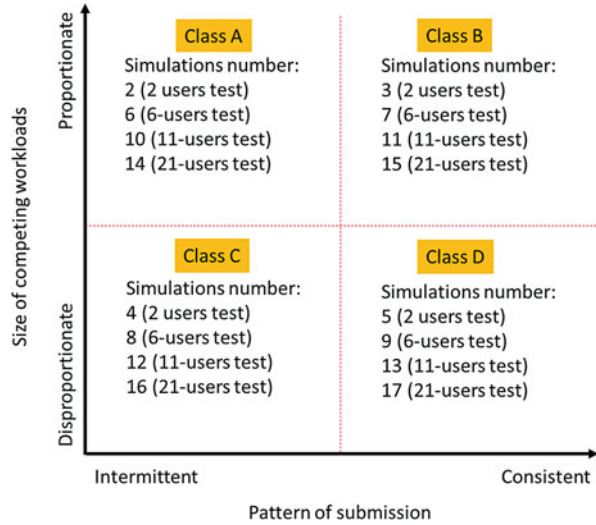 Size of competing workloads
Proportionate
Disproportionate
Class A
Simulations number:
2 (2 users test)
6 (6-users test)
10 (11-users test)
14 (21-users test)
Class B
Simulations number:
3 (2 users test)
7 (6-users test)
11 (11-users test)
15 (21-users test)
Class C
Simulations number:
4 (2 users test)
8 (6-users test)
12 (11-users test)
16 (21-users test)
Class D
Simulations number:
5 (2 users test)
9 (6-users test)
13 (11-users test)
17 (21-users test)
Intermittent
Consistent
Pattern of submission